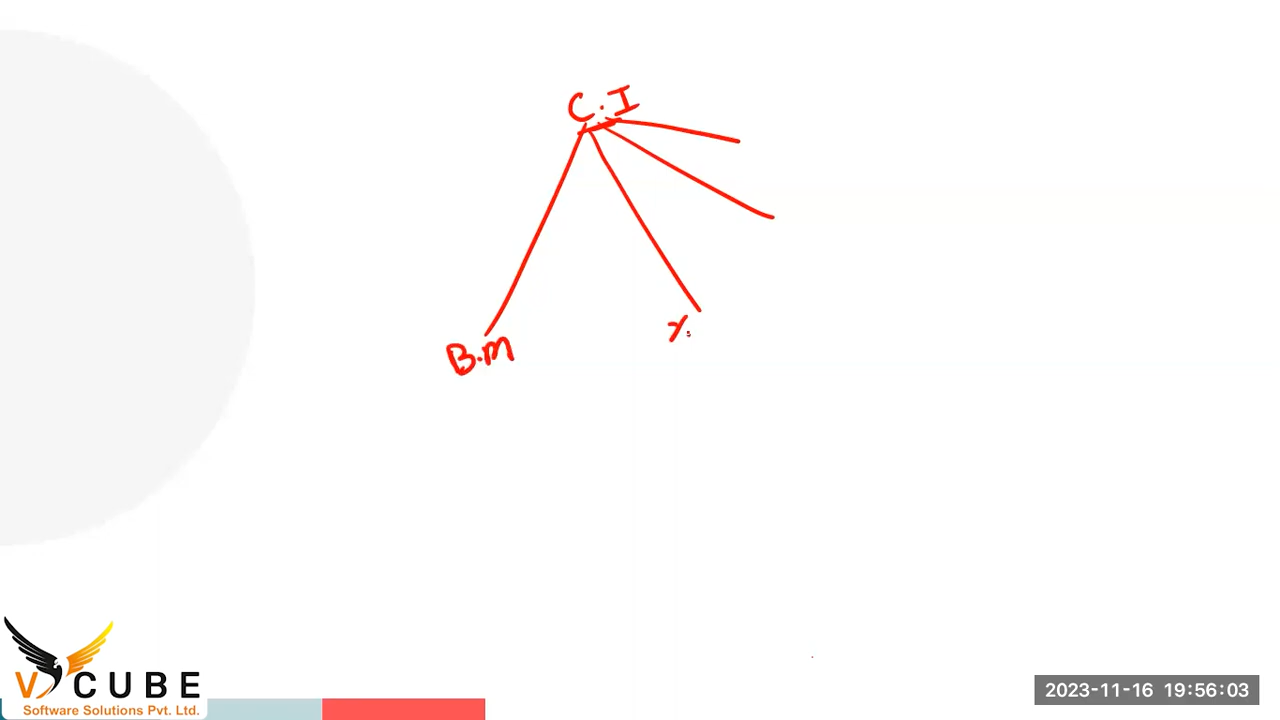 C.I
B.M
x.
V CUBE
Software Solutions Pvt. Ltd.
2023-11-16 19:56:03